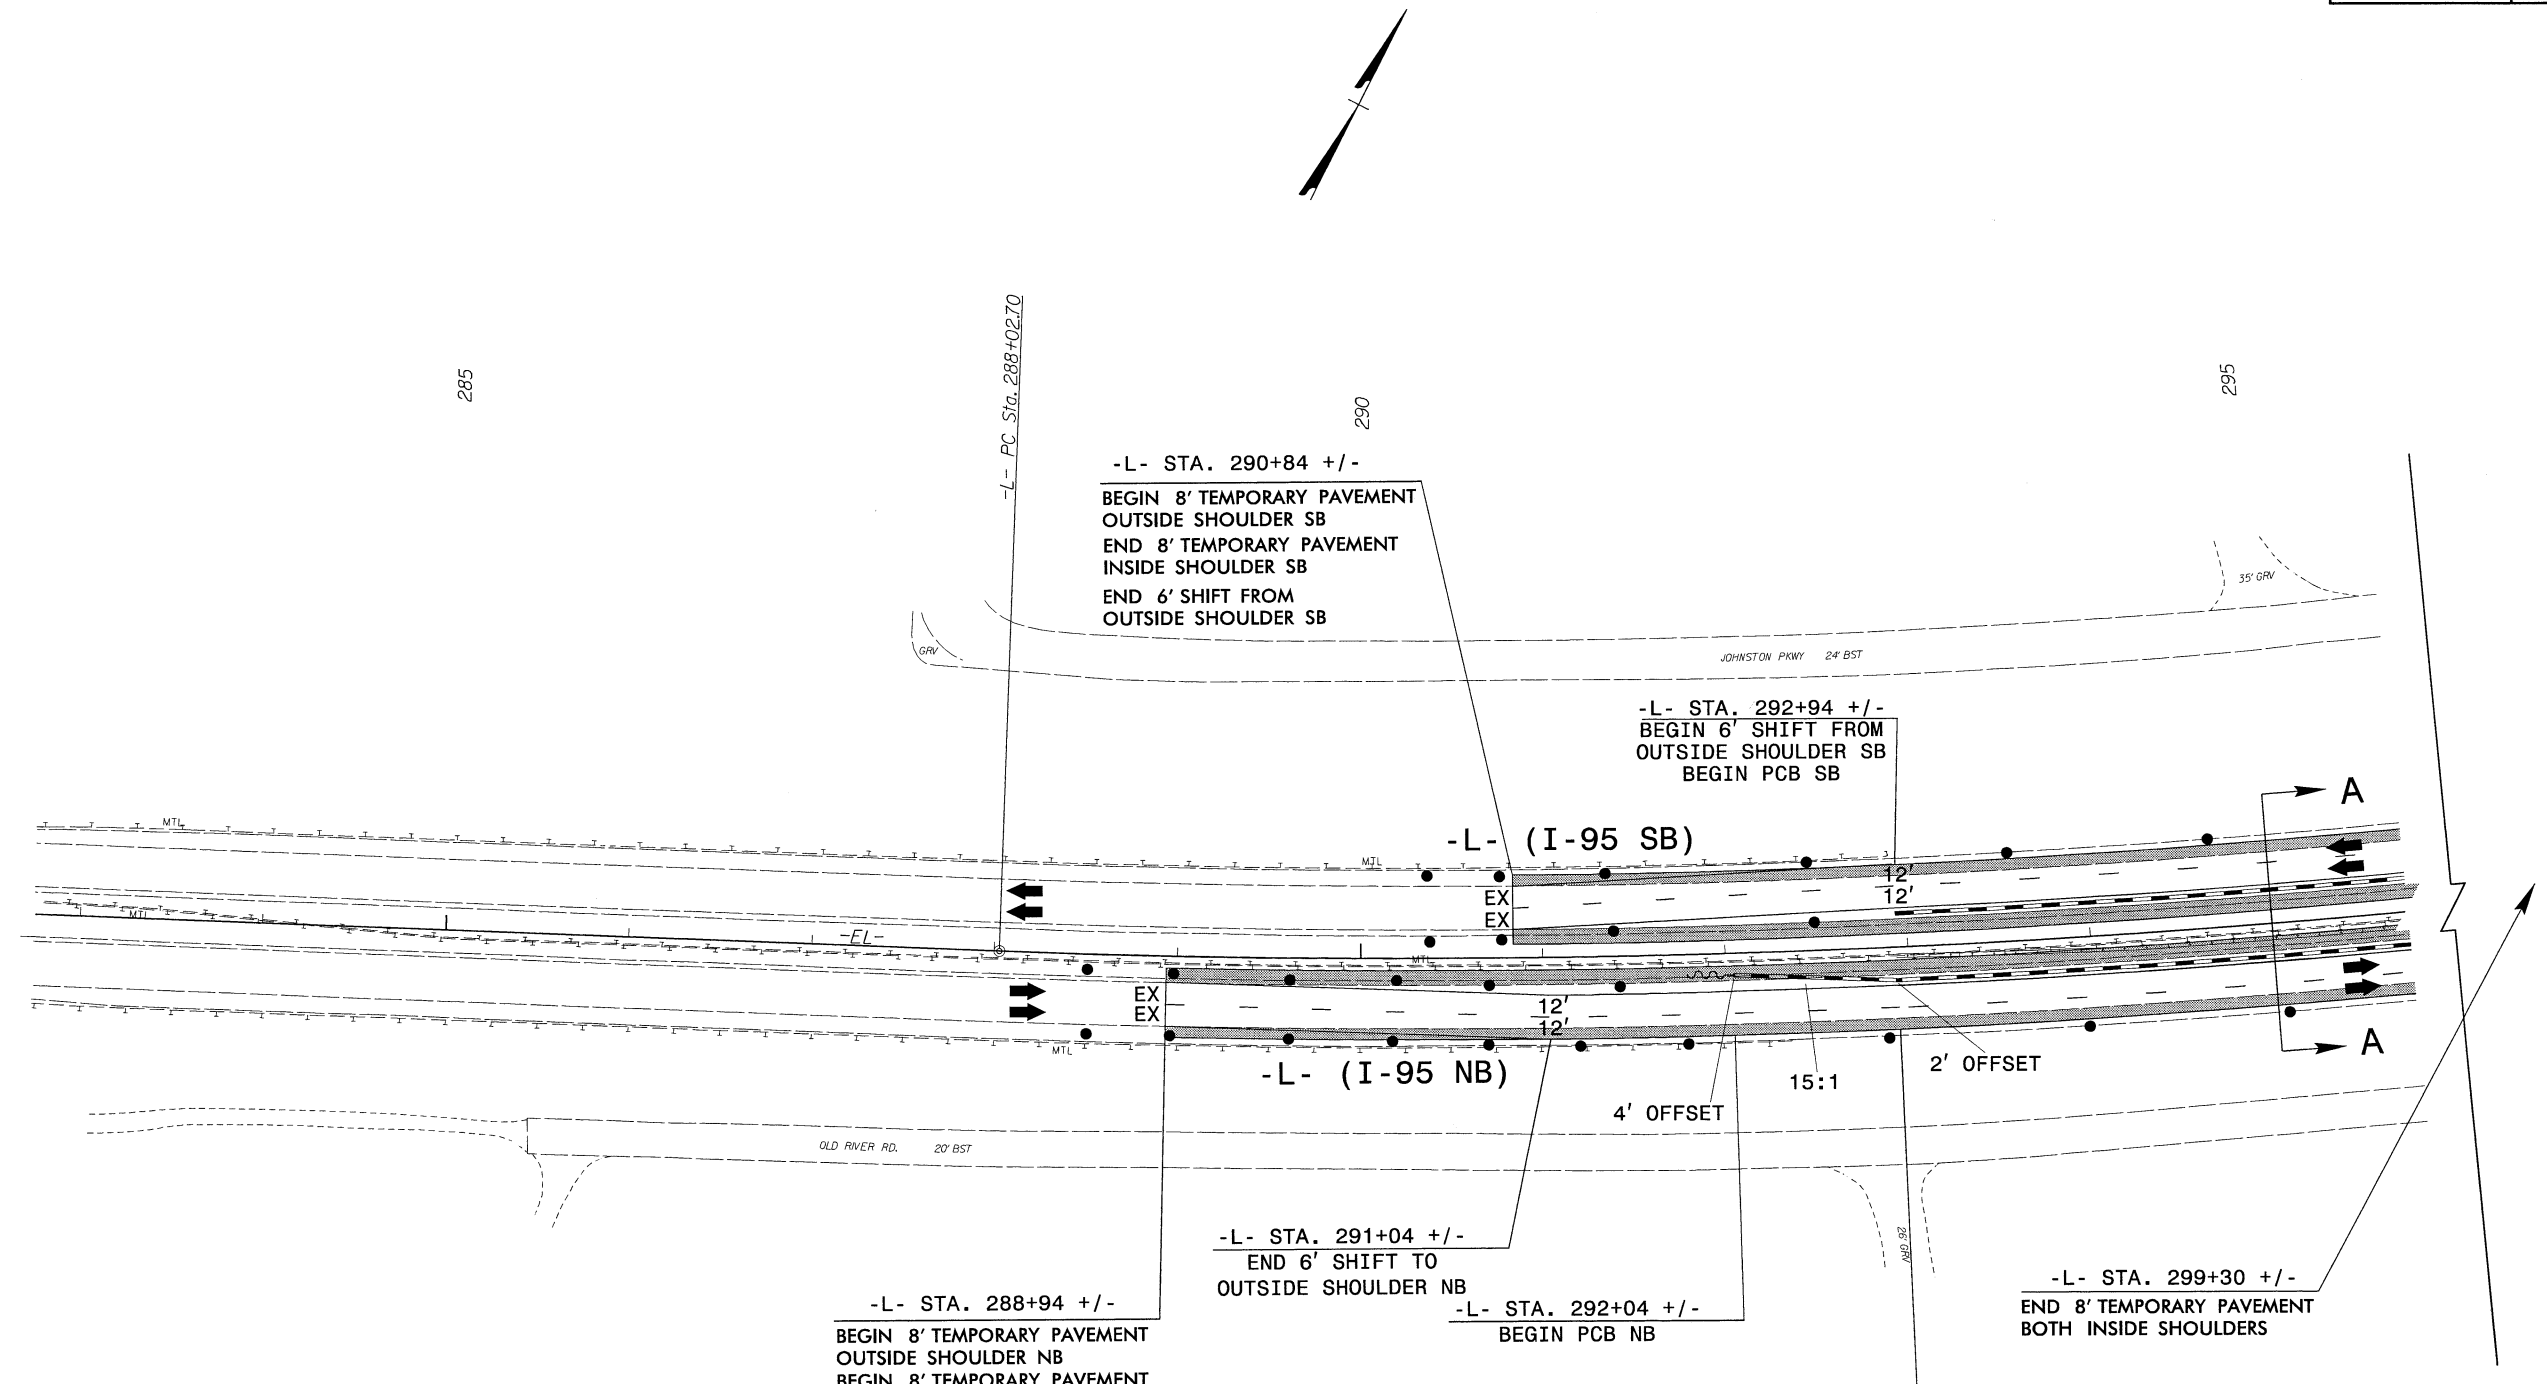 -L- PC Sta. 288+02.70
285
290
295
-L- STA. 290+84 +/-
BEGIN 8' TEMPORARY PAVEMENT
OUTSIDE SHOULDER SB
END 8' TEMPORARY PAVEMENT
INSIDE SHOULDER SB
END 6' SHIFT FROM
OUTSIDE SHOULDER SB
35' GRV
GRV
JOHNSTON PKWY 24' BST
-L- STA. 292+94 +/-
BEGIN 6' SHIFT FROM
OUTSIDE SHOULDER SB
BEGIN PCB SB
A
MTL
-L- (I-95 SB)
MTL
12'
12'
EX
EX
MTL
-EL-
MTL
EX
EX
12'
12'
MTL
-L- (I-95 NB)
A
2' OFFSET
15:1
4' OFFSET
OLD RIVER RD. 20' BST
26' GRV
-L- STA. 291+04 +/-
END 6' SHIFT TO
OUTSIDE SHOULDER NB
-L- STA. 299+30 +/-
END 8' TEMPORARY PAVEMENT
BOTH INSIDE SHOULDERS
-L- STA. 292+04 +/-
BEGIN PCB NB
-L- STA. 288+94 +/-
BEGIN 8' TEMPORARY PAVEMENT
OUTSIDE SHOULDER NB
BEGIN 8' TEMPORARY PAVEMENT